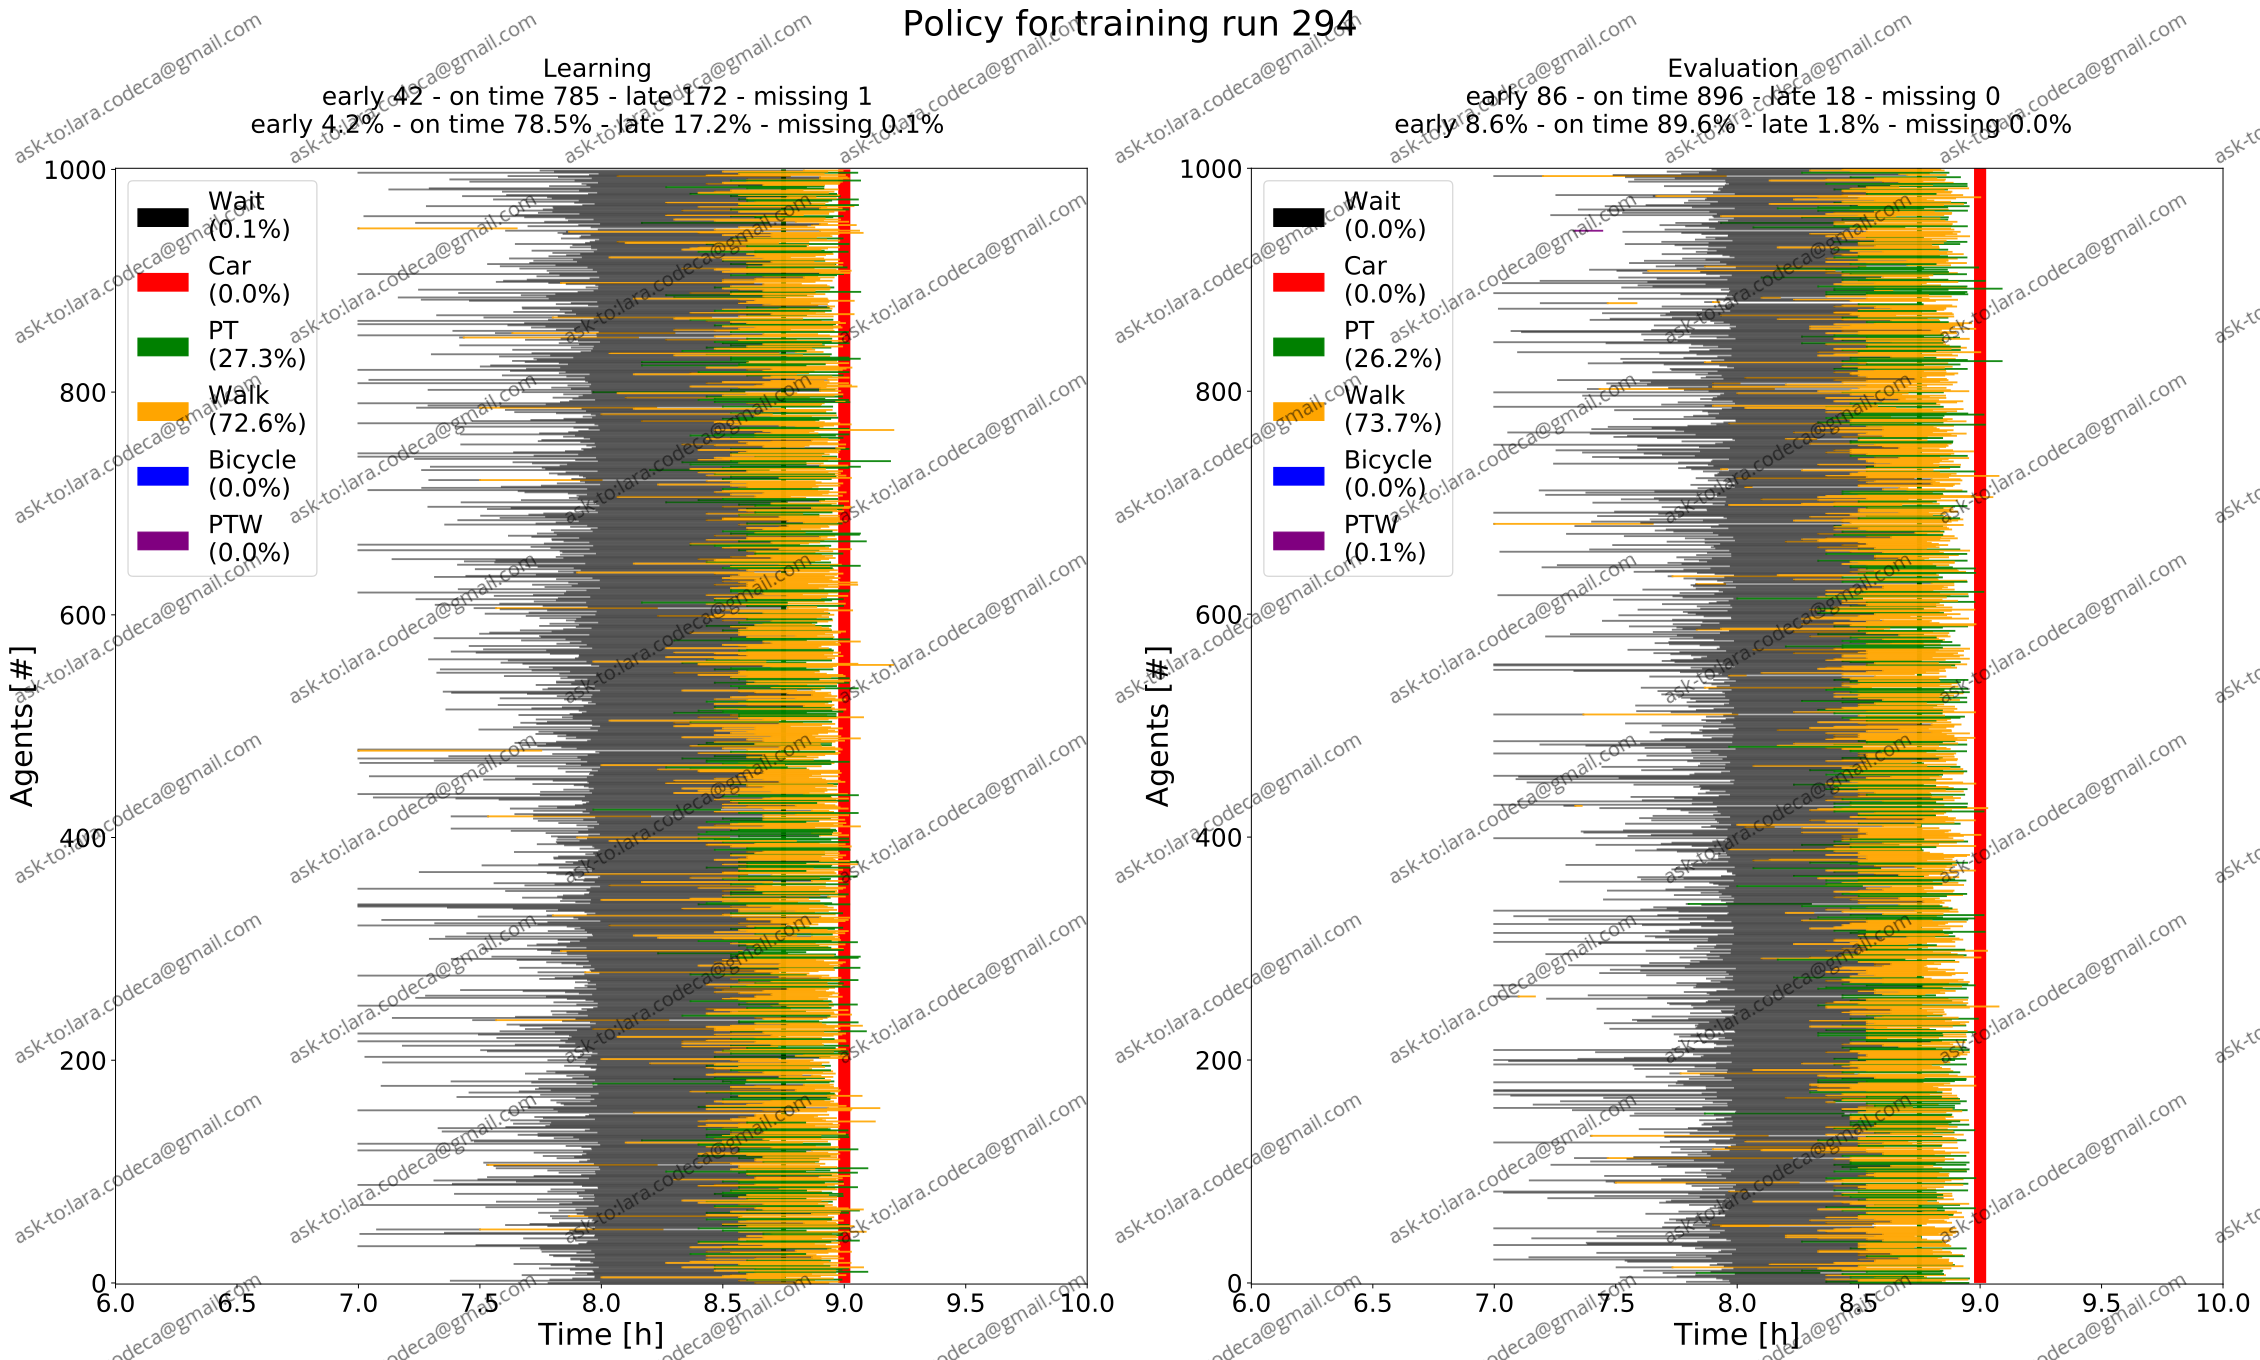 Policy for training run 294
Learning
early 42 - on time 785 - late 172 - missing 1
early 4.2% - on time 78.5% - late 17.2% - missing 0.1%
1000
800
600
400
200
0
Agents [#]
Wait
(0.1%)
Car
(0.0%)
PT
(27.3%)
Walk
(72.6%)
Bicycle
(0.0%)
PTW
(0.0%)
6.0 6.5 7.0 7.5 8.0 8.5 9.0 9.5 10.0
Time [h]
Evaluation
early 86 - on time 896 - late 18 - missing 0
early 8.6% - on time 89.6% - late 1.8% - missing 0.0%
1000
800
600
400
200
0
Agents [#]
Wait
(0.0%)
Car
(0.0%)
PT
(26.2%)
Walk
(73.7%)
Bicycle
(0.0%)
PTW
(0.1%)
6.0 6.5 7.0 7.5 8.0 8.5 9.0 9.5 10.0
Time [h]
ask-to:lara.codeca@gmail.com